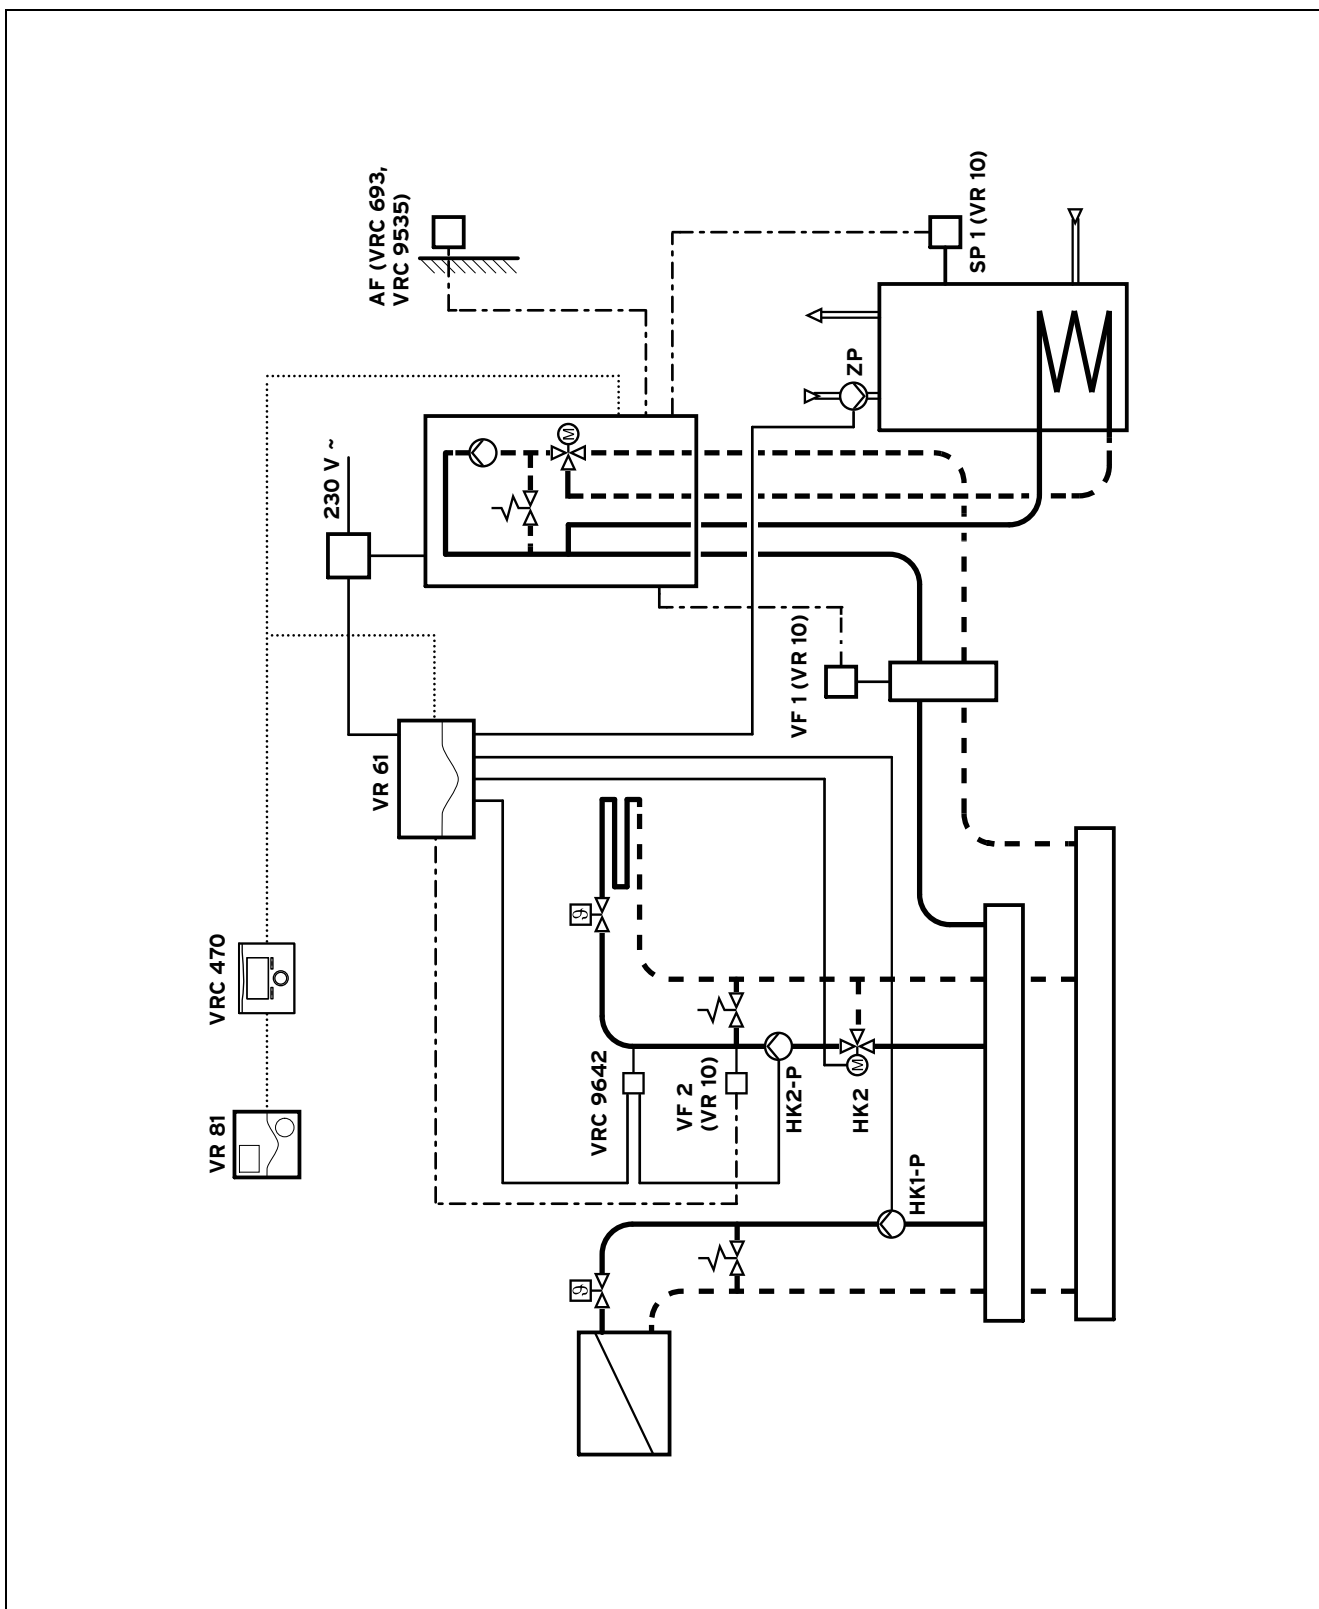 VR 81
VRC 470
230 V ~
AF (VRC 693,
VRC 9535)
VR 61
SP 1 (VR 10)
ZP
M
VF 1 (VR 10)
ϑ
VRC 9642
VF 2
(VR 10)
HK2-P
M
HK2
ϑ
HK1-P